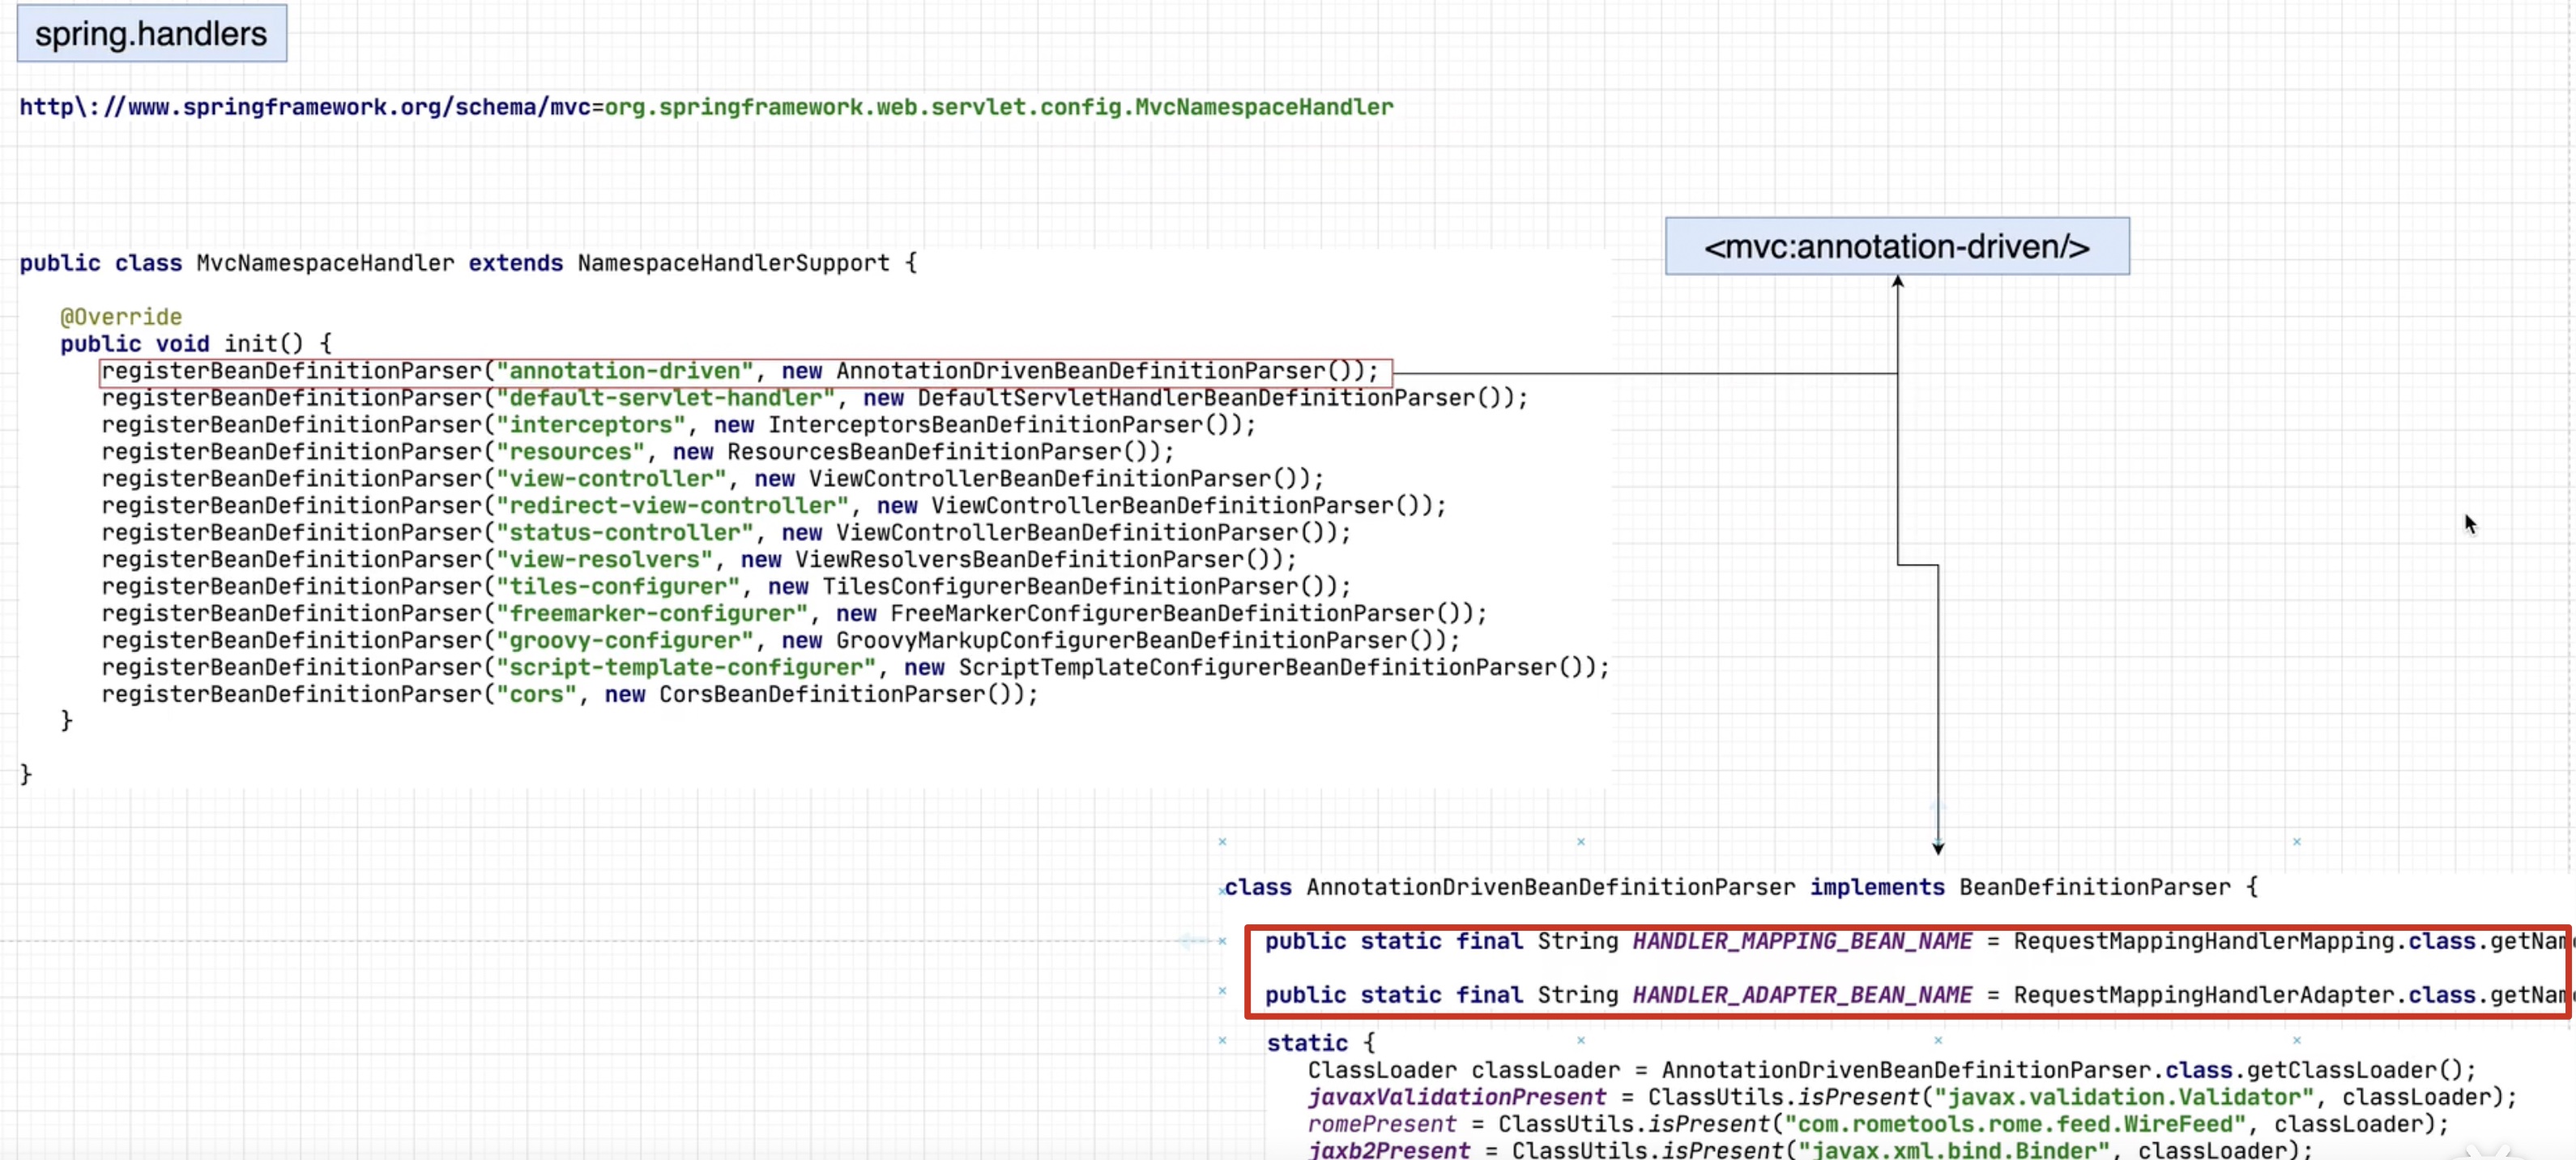 spring.handlers
http\://www.springframework.org/schema/mvc=org.springframework.web.servlet.config.MvcNamespaceHandler
<mvc:annotation-driven/>
public class MvcNamespaceHandler extends NamespaceHandlerSupport {
@Override
public void init() {
registerBeanDefinitionParser("annotation-driven", new AnnotationDrivenBeanDefinitionParser());
registerBeanDefinitionParser("default-servlet-handler", new DefaultServletHandlerBeanDefinitionParser());
registerBeanDefinitionParser("interceptors", new InterceptorsBeanDefinitionParser());
registerBeanDefinitionParser("resources", new ResourcesBeanDefinitionParser());
registerBeanDefinitionParser("view-controller", new ViewControllerBeanDefinitionParser());
registerBeanDefinitionParser("redirect-view-controller", new ViewControllerBeanDefinitionParser());
registerBeanDefinitionParser("status-controller", new ViewControllerBeanDefinitionParser());
registerBeanDefinitionParser("view-resolvers", new ViewResolversBeanDefinitionParser());
registerBeanDefinitionParser("tiles-configurer", new TilesConfigurerBeanDefinitionParser());
registerBeanDefinitionParser("freemarker-configurer", new FreeMarkerConfigurerBeanDefinitionParser());
registerBeanDefinitionParser("groovy-configurer", new GroovyMarkupConfigurerBeanDefinitionParser());
registerBeanDefinitionParser("script-template-configurer", new ScriptTemplateConfigurerBeanDefinitionParser());
registerBeanDefinitionParser("cors", new CorsBeanDefinitionParser());
}
}
class AnnotationDrivenBeanDefinitionParser implements BeanDefinitionParser {
public static final String HANDLER_MAPPING_BEAN_NAME = RequestMappingHandlerMapping.class.getNam
public static final String HANDLER_ADAPTER_BEAN_NAME = RequestMappingHandlerAdapter.class.getNam
static {
ClassLoader classLoader = AnnotationDrivenBeanDefinitionParser.class.getClassLoader();
javaxValidationPresent = ClassUtils.isPresent("javax.validation.Validator", classLoader);
romePresent = ClassUtils.isPresent("com.rometools.rome.feed.WireFeed", classLoader);
jaxb2Present = ClassUtils.isPresent("javax.xml.bind.Binder", classLoader);